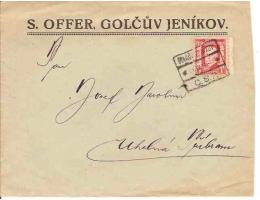 S. OFFER, GOLČŮV JENÍKOV.
Pan
Josef
Uhelná Příbram